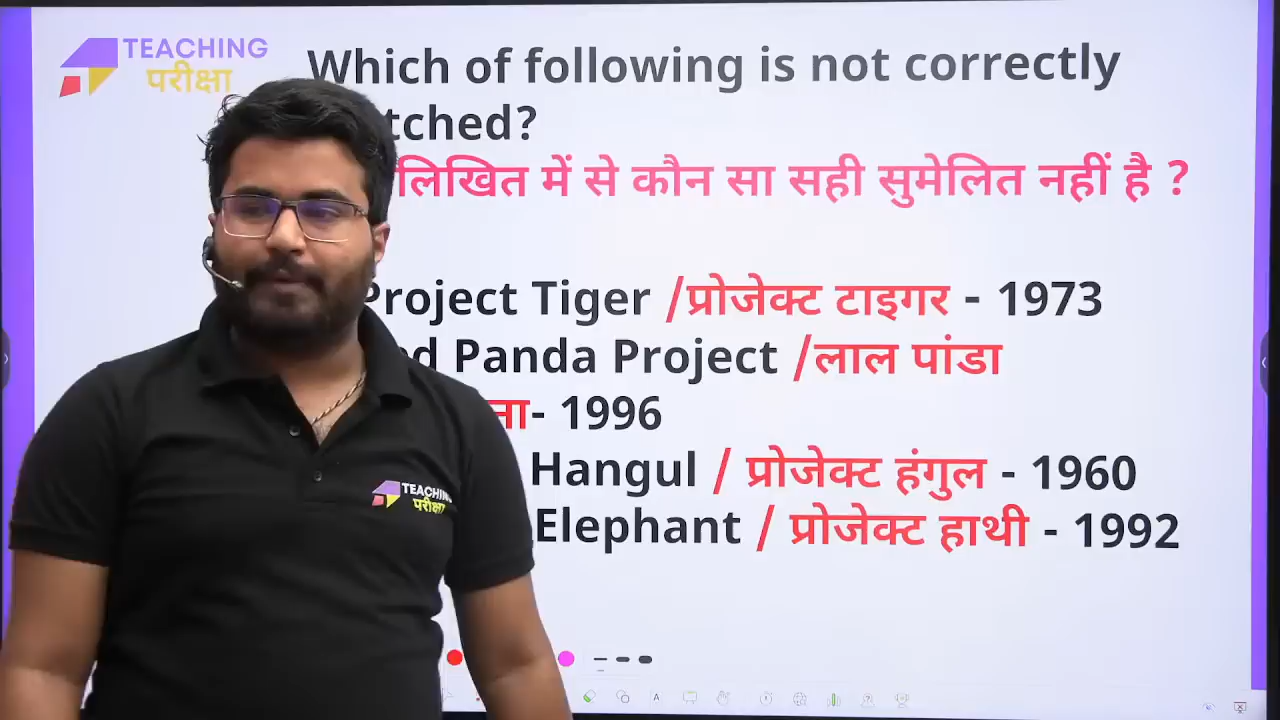 TEACHING
परीक्षा
Which of following is not correctly
tched?
लिखित में से कौन सा सही सुमेलित नहीं है ?
Project Tiger /प्रोजेक्ट टाइगर - 1973
d Panda Project /लाल पांडा
ना- 1996
Hangul / प्रोजेक्ट हंगुल - 1960
Elephant / प्रोजेक्ट हाथी - 1992
TEACHING
परीक्षा